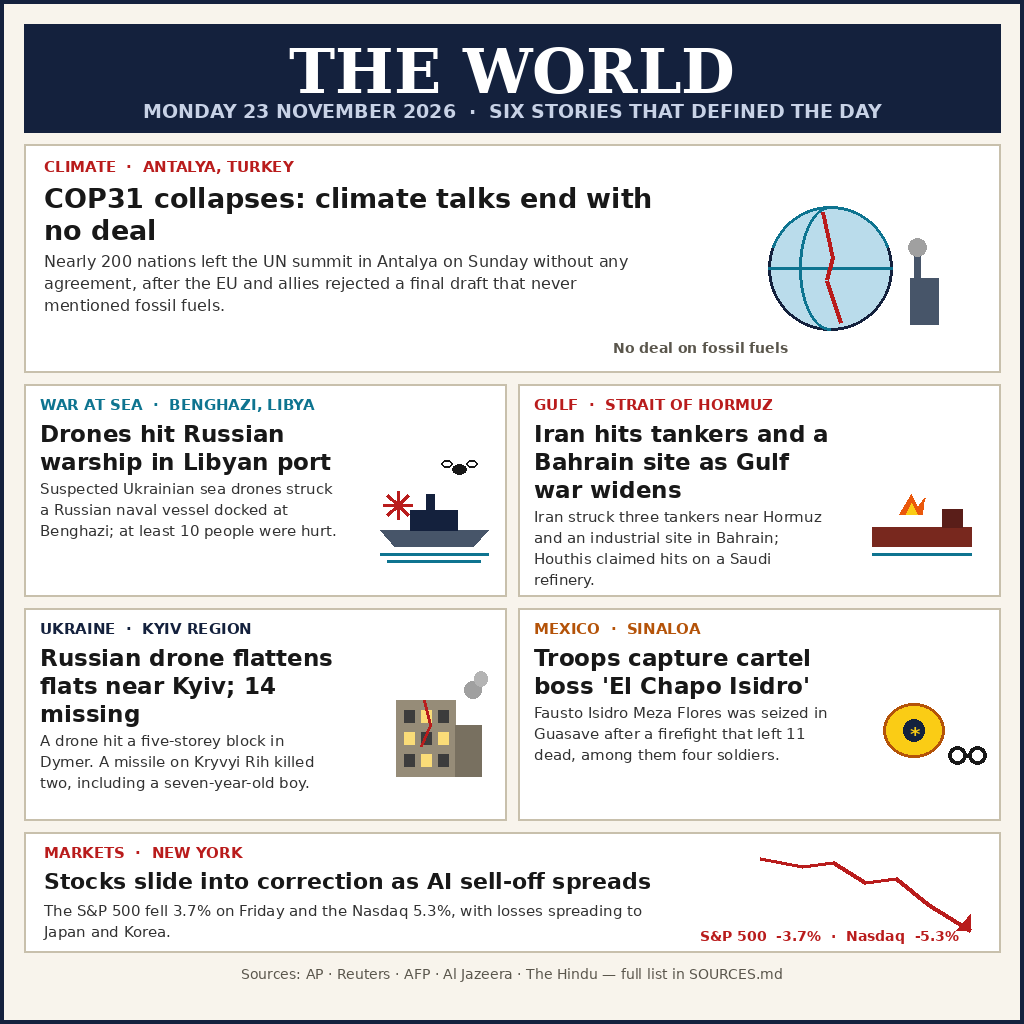 THE WORLD
MONDAY 23 NOVEMBER 2026 · SIX STORIES THAT DEFINED THE DAY
CLIMATE · ANTALYA, TURKEY
COP31 collapses: climate talks end with
no deal
Nearly 200 nations left the UN summit in Antalya on Sunday without any
agreement, after the EU and allies rejected a final draft that never
mentioned fossil fuels.
No deal on fossil fuels
WAR AT SEA · BENGHAZI, LIBYA
Drones hit Russian
warship in Libyan port
Suspected Ukrainian sea drones struck
a Russian naval vessel docked at
Benghazi; at least 10 people were hurt.
GULF · STRAIT OF HORMUZ
Iran hits tankers and a
Bahrain site as Gulf
war widens
Iran struck three tankers near Hormuz
and an industrial site in Bahrain;
Houthis claimed hits on a Saudi
refinery.
UKRAINE · KYIV REGION
Russian drone flattens
flats near Kyiv; 14
missing
A drone hit a five-storey block in
Dymer. A missile on Kryvyi Rih killed
two, including a seven-year-old boy.
MEXICO · SINALOA
Troops capture cartel
boss 'El Chapo Isidro'
Fausto Isidro Meza Flores was seized in
Guasave after a firefight that left 11
dead, among them four soldiers.
*
MARKETS · NEW YORK
Stocks slide into correction as AI sell-off spreads
The S&P 500 fell 3.7% on Friday and the Nasdaq 5.3%, with losses spreading to
Japan and Korea.
S&P 500 -3.7% · Nasdaq -5.3%
Sources: AP · Reuters · AFP · Al Jazeera · The Hindu — full list in SOURCES.md